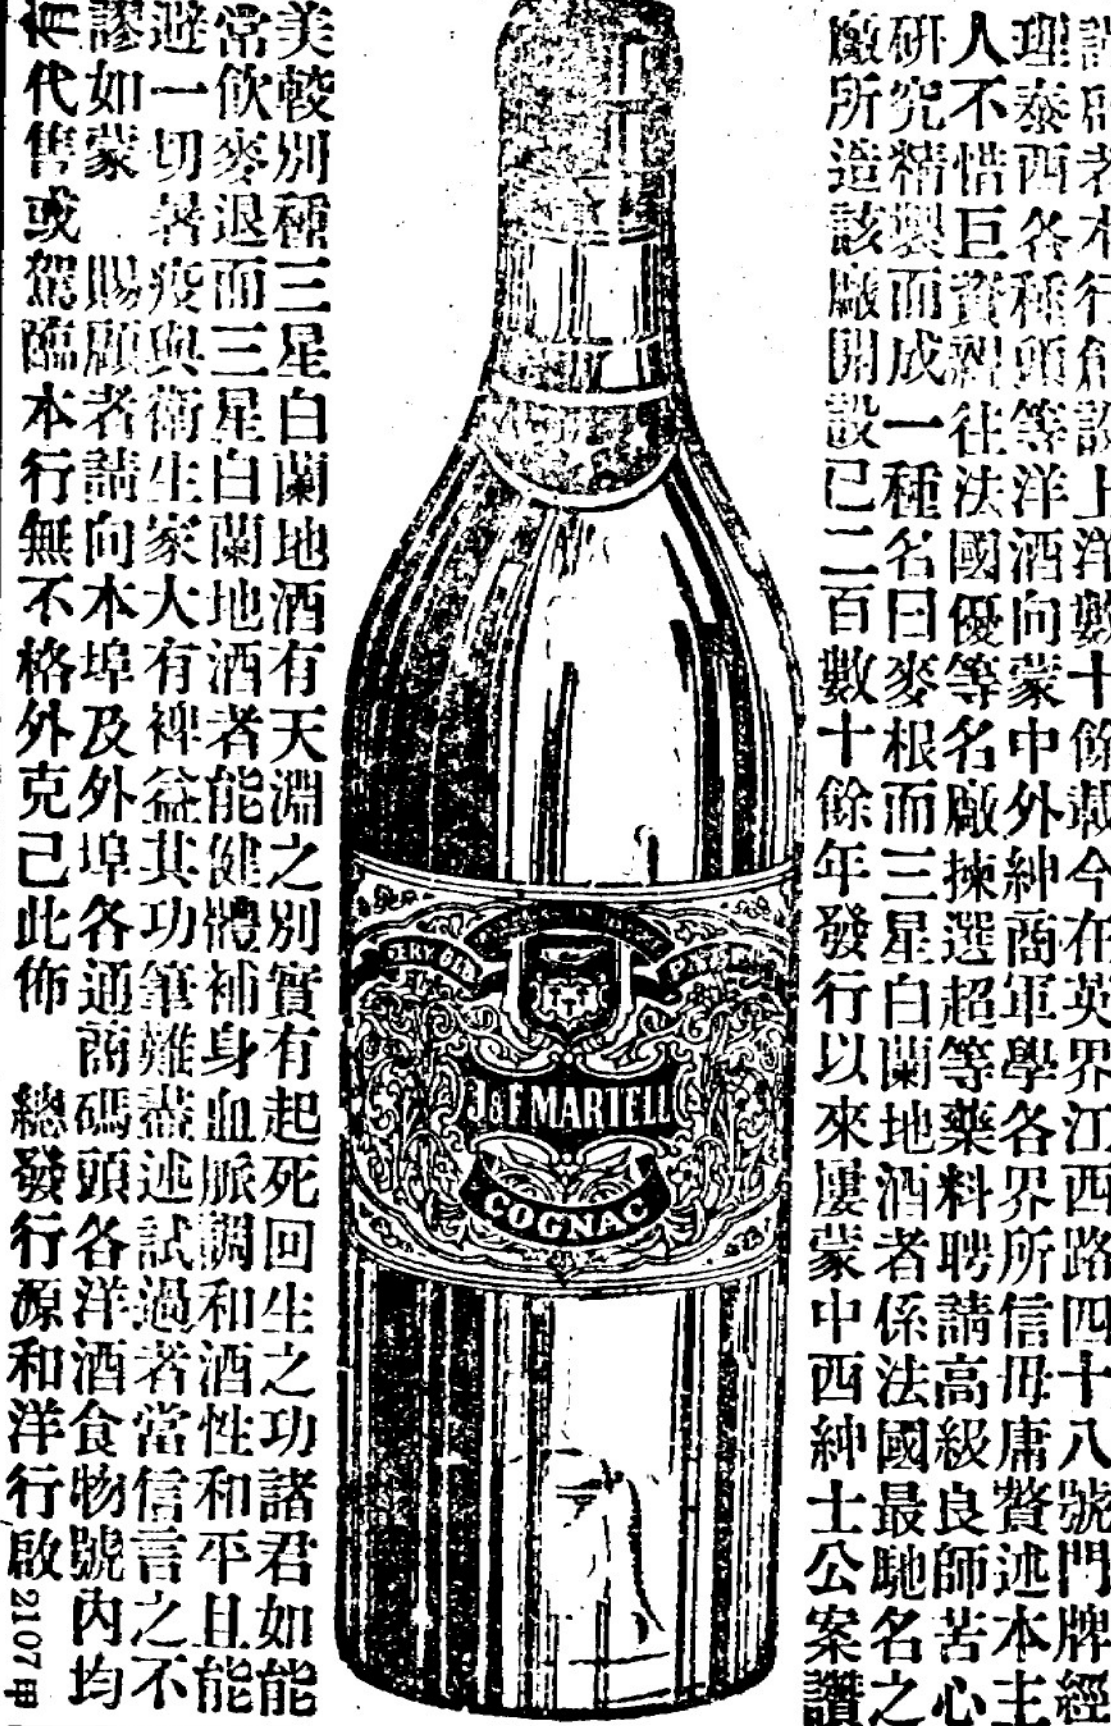 啟者本行創設上洋數十餘載今在英界江西路四十八號門牌經
理泰西各種頭等洋酒向蒙中外紳商軍學各界所信毋庸贅述本主
人不惜巨資親往法國優等名廠揀選超等藥料聘請高級良師苦心
研究精製而成一種名曰麥根而三星白蘭地酒者係法國最馳名之
廠所造該廠開設已二百數十餘年發行以來屢蒙中西紳士公案讚
J&F MARTELL
COGNAC
美較別種三星白蘭地酒有天淵之別實有起死回生之功諸君如能
常飲麥退而三星白蘭地酒者能健體補身血脈調和酒性和平且能
避一切暑疫與衛生家大有裨益其功筆難盡述試過者當信言之不
謬如蒙 賜顧者請向本埠及外埠各通商碼頭各洋酒食物號內均
有代售或駕臨本行無不格外克己此佈 總發行源和洋行啟
2107